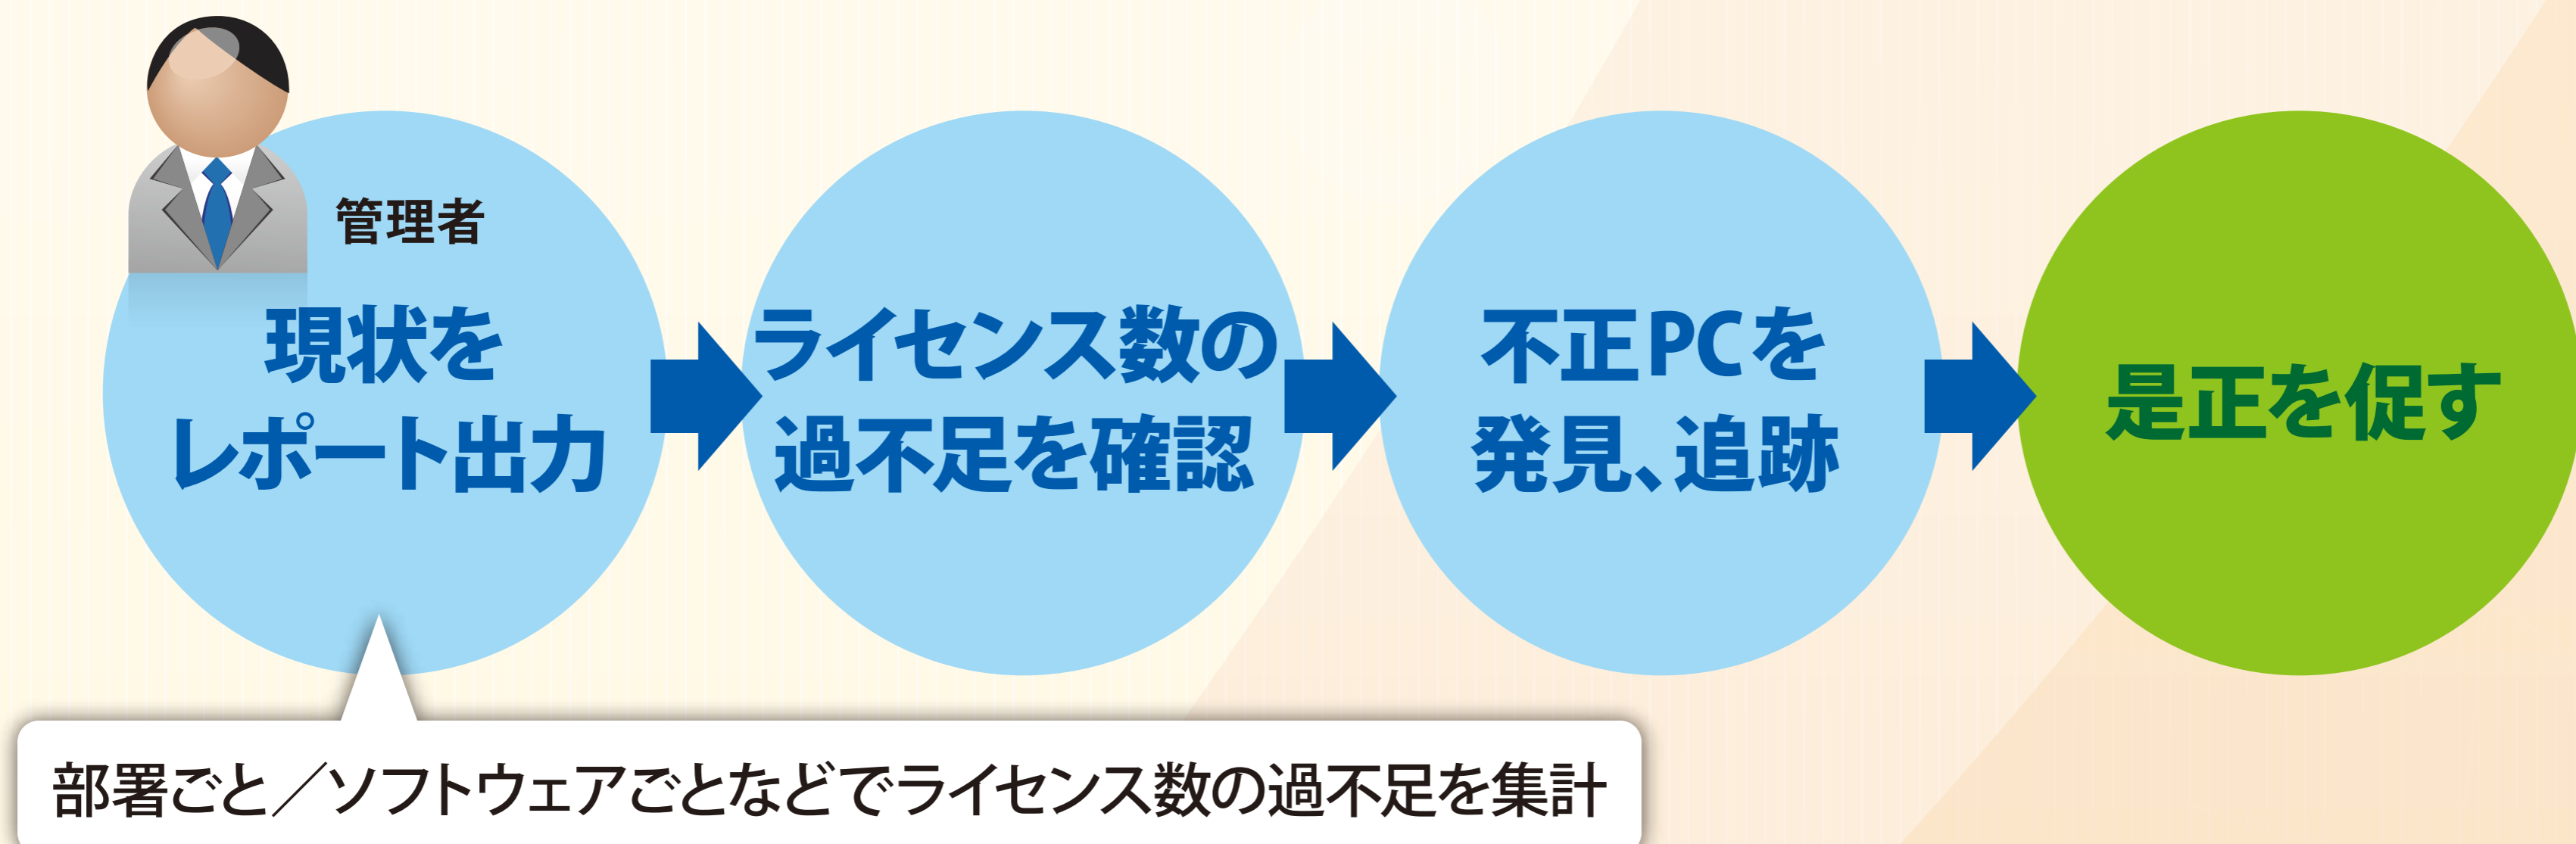 管理者
現状を
レポート出力
ライセンス数の
過不足を確認
不正PCを
発見、追跡
是正を促す
部署ごと／ソフトウェアごとなどでライセンス数の過不足を集計